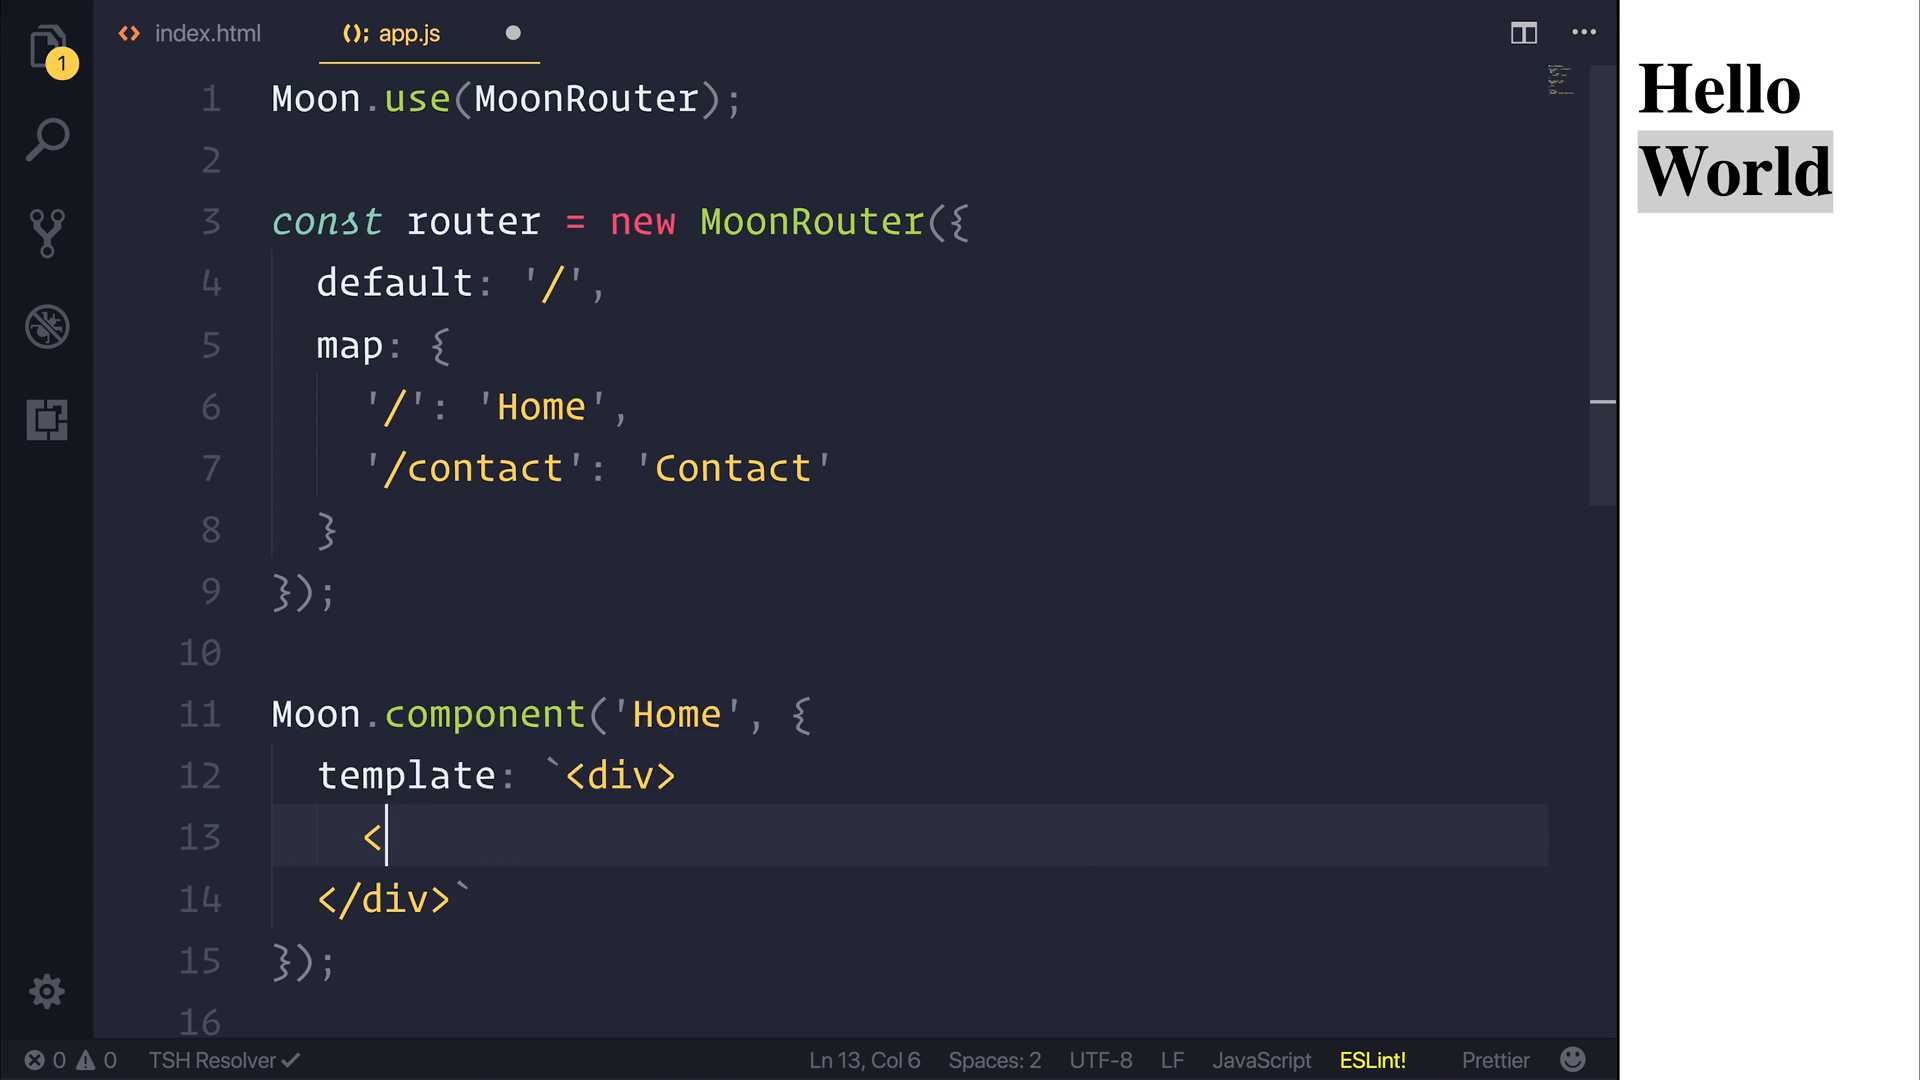 index.html
(); app.js
1
1 Moon.use(MoonRouter);
2
3 const router = new MoonRouter({
4 default: '/',
5 map: {
6 '/': 'Home',
7 '/contact': 'Contact'
8 }
9 });
10
11 Moon.component('Home', {
12 template: `<div>
13 <
14 </div>`
15 });
16
0 0 TSH Resolver Ln 13, Col 6 Spaces: 2 UTF-8 LF JavaScript ESLint! Prettier
Hello
World